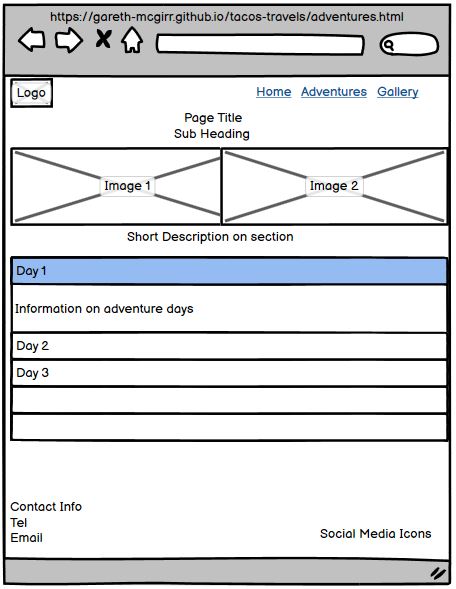 https://gareth-mcgirr.github.io/tacos-travels/adventures.html
Logo
Home Adventures Gallery
Page Title
Sub Heading
Image 1
Image 2
Short Description on section
Day 1
Information on adventure days
Day 2
Day 3
Contact Info
Tel
Email
Social Media Icons